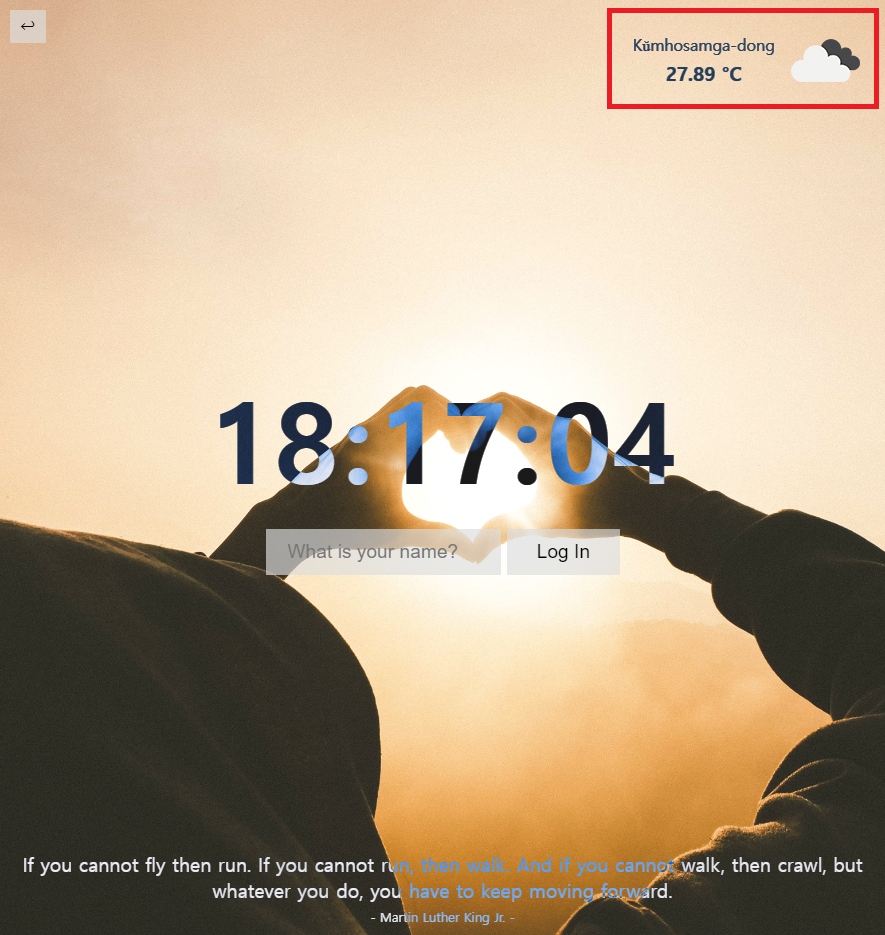 ↩
Kŭmhosamga-dong
27.89 °C
18:17:04
What is your name?
Log In
If you cannot fly then run. If you cannot run, then walk. And if you cannot walk, then crawl, but
whatever you do, you have to keep moving forward.
- Martin Luther King Jr. -